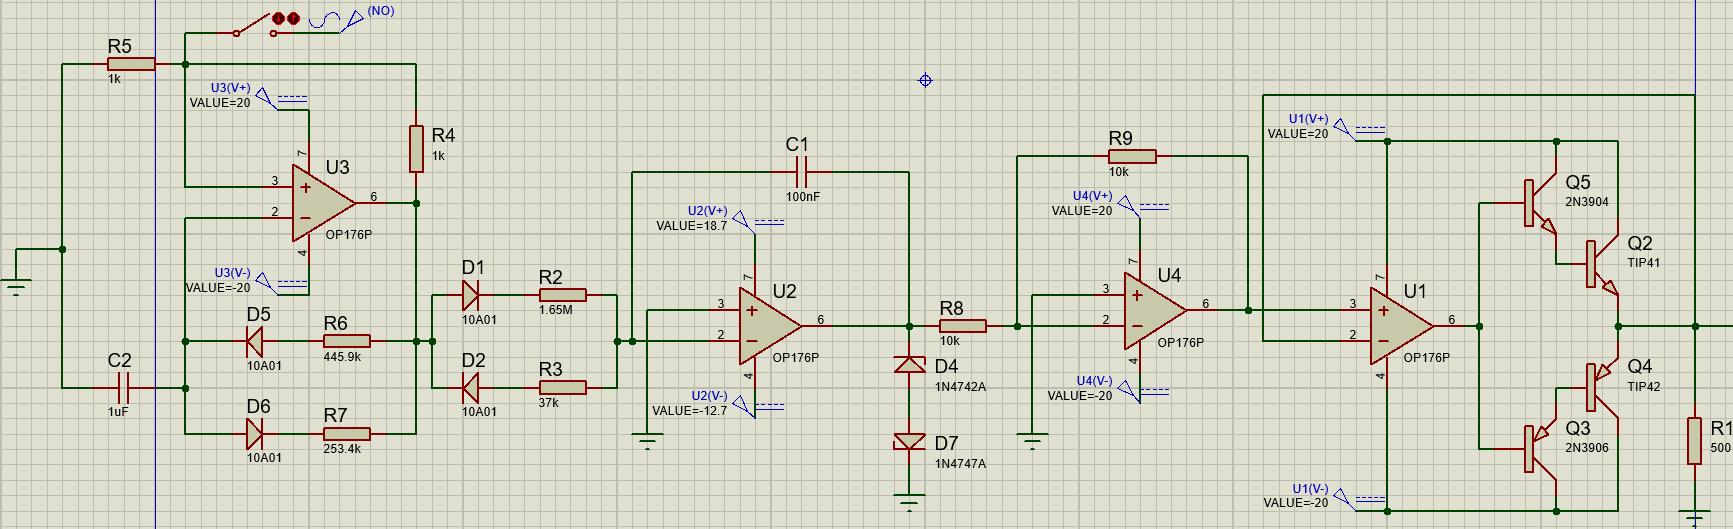 (NO)
R5
1k
U3(V+)
VALUE=20
R4
1k
7
U3
3
2
6
4
OP176P
U3(V-)
VALUE=-20
D5
10A01
R6
445.9k
C2
1uF
D6
10A01
R7
253.4k
D1
10A01
R2
1.65M
D2
10A01
R3
37k
C1
100nF
U2(V+)
VALUE=18.7
7
U2
3
2
6
4
OP176P
U2(V-)
VALUE=-12.7
R8
10k
D4
1N4742A
D7
1N4747A
R9
10k
U4(V+)
VALUE=20
7
U4
3
2
6
4
OP176P
U4(V-)
VALUE=-20
U1(V+)
VALUE=20
7
U1
3
2
6
4
OP176P
U1(V-)
VALUE=-20
Q5
2N3904
Q2
TIP41
Q4
TIP42
Q3
2N3906
R1
500